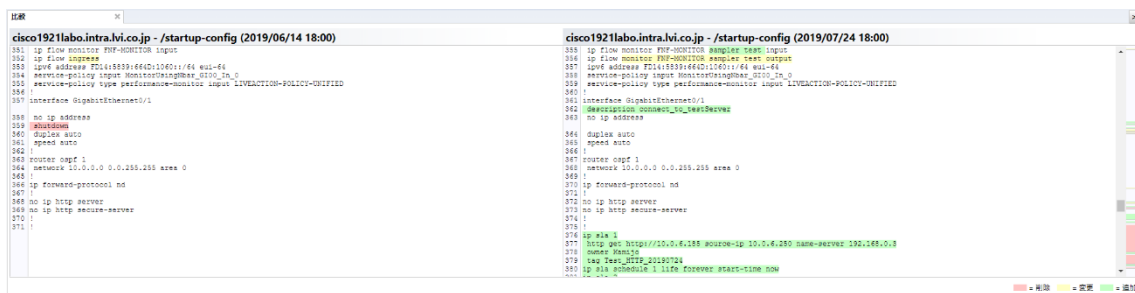 比較 ×
cisco1921labo.intra.lvi.co.jp - /startup-config (2019/06/14 18:00)
351 ip flow monitor FNF-MONITOR input
352 ip flow ingress
353 ipv6 address FD14:5839:664D:1060::/64 eui-64
354 service-policy input MonitorUsingNbar_GI00_In_0
355 service-policy type performance-monitor input LIVEACTION-POLICY-UNIFIED
356 !
357 interface GigabitEthernet0/1
358 no ip address
359 shutdown
360 duplex auto
361 speed auto
362 !
363 router ospf 1
364 network 10.0.0.0 0.0.255.255 area 0
365 !
366 ip forward-protocol nd
367 !
368 no ip http server
369 no ip http secure-server
370 !
371 !
cisco1921labo.intra.lvi.co.jp - /startup-config (2019/07/24 18:00)
355 ip flow monitor FNF-MONITOR sampler test input
356 ip flow monitor FNF-MONITOR sampler test output
357 ipv6 address FD14:5839:664D:1060::/64 eui-64
358 service-policy input MonitorUsingNbar_GI00_In_0
359 service-policy type performance-monitor input LIVEACTION-POLICY-UNIFIED
360 !
361 interface GigabitEthernet0/1
362 description connect_to_testServer
363 no ip address
364 duplex auto
365 speed auto
366 !
367 router ospf 1
368 network 10.0.0.0 0.0.255.255 area 0
369 !
370 ip forward-protocol nd
371 !
372 no ip http server
373 no ip http secure-server
374 !
375 !
376 ip sla 1
377 http get http://10.0.6.185 source-ip 10.0.6.250 name-server 192.168.0.3
378 owner Namijo
379 tag Test_HTTP_20190724
380 ip sla schedule 1 life forever start-time now
= 削除 = 変更 = 追加